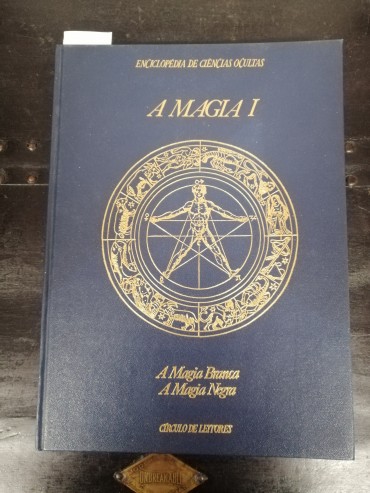 ENCICLOPÉDIA DE CIÊNCIAS OCULTAS
A MAGIA I
A Magia Branca
A Magia Negra
CÍRCULO DE LEITORES